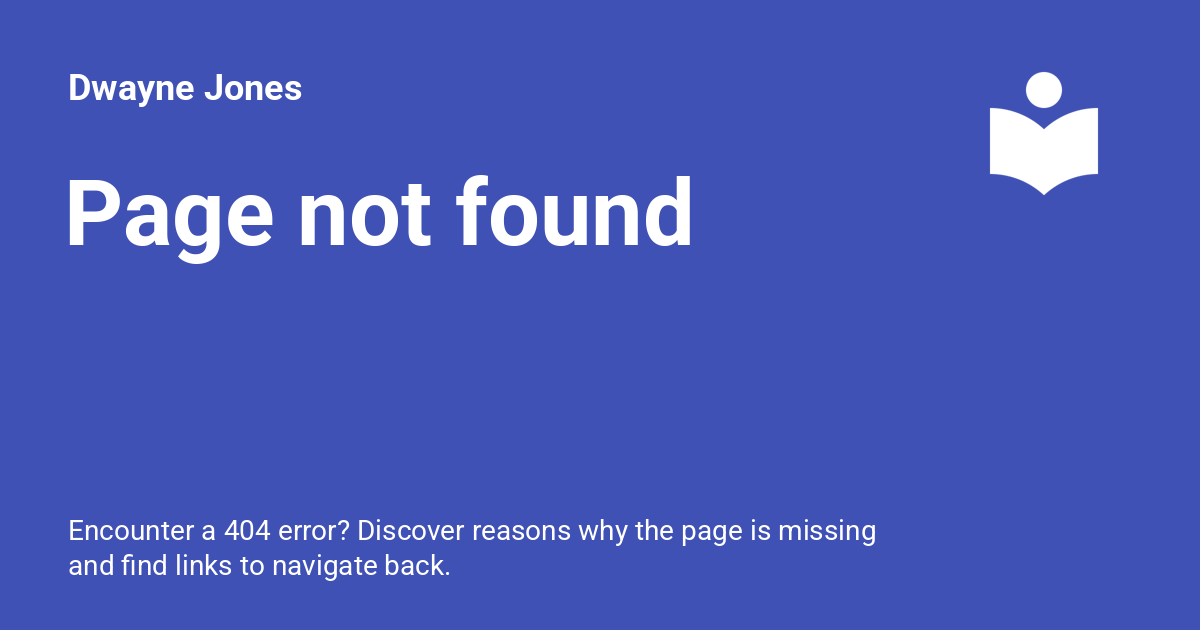 Dwayne Jones
Page not found
Encounter a 404 error? Discover reasons why the page is missing
and find links to navigate back.